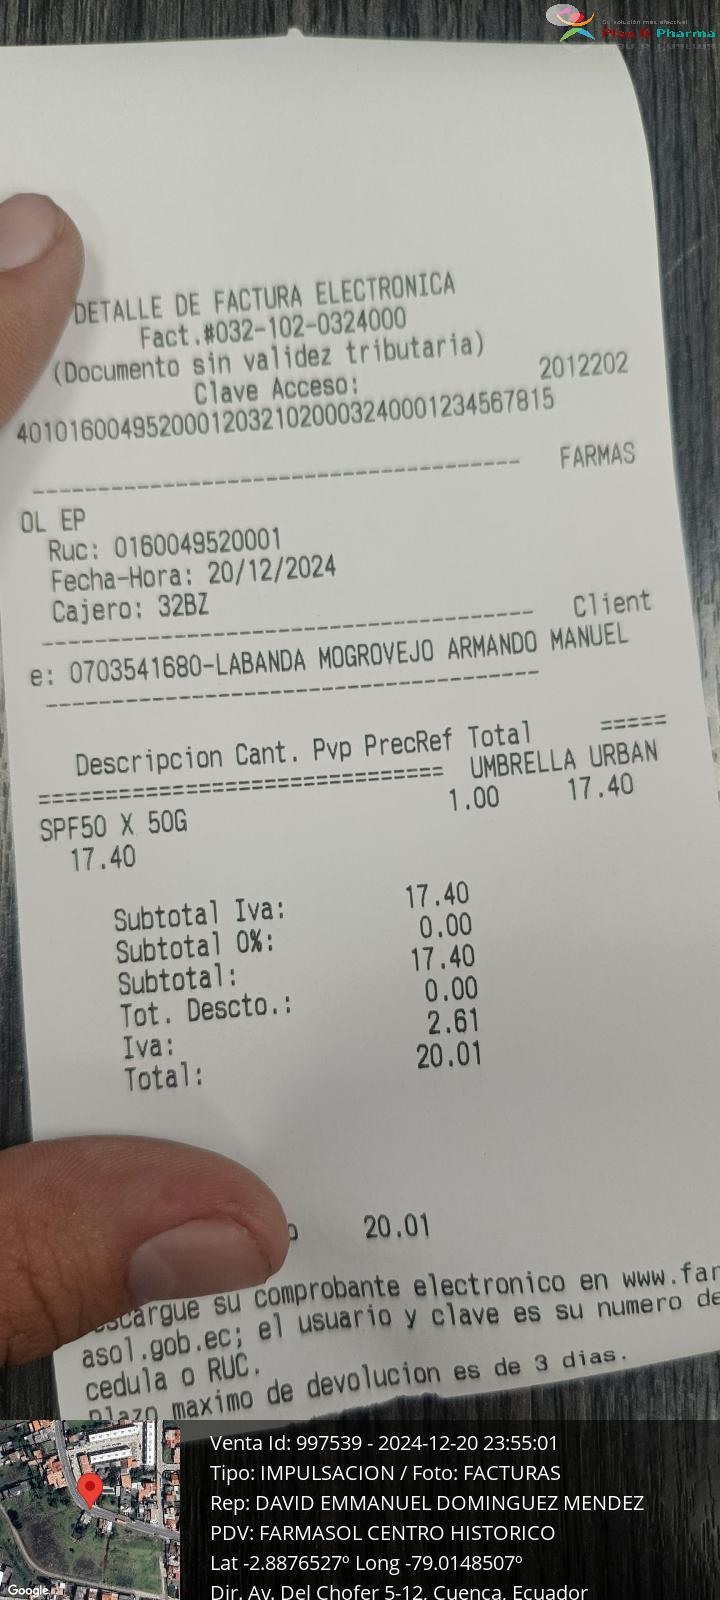 Su solución más efectiva!
Plan B Pharma
DETALLE DE FACTURA ELECTRONICA
Fact.#032-102-0324000
(Documento sin validez tributaria)
Clave Acceso: 2012202
401016004952000120321020003240001234567815
------------------------------------ FARMAS
OL EP
Ruc: 0160049520001
Fecha-Hora: 20/12/2024
Cajero: 32BZ
------------------------------------ Client
e: 0703541680-LABANDA MOGROVEJO ARMANDO MANUEL
------------------------------------
Descripcion Cant. Pvp PrecRef Total =====
============================== UMBRELLA URBAN
SPF50 X 50G 1.00 17.40
17.40
Subtotal Iva: 17.40
Subtotal 0%: 0.00
Subtotal: 17.40
Tot. Descto.: 0.00
Iva: 2.61
Total: 20.01
20.01
scargue su comprobante electronico en www.far
asol.gob.ec; el usuario y clave es su numero de
cedula o RUC.
Plazo maximo de devolucion es de 3 dias.
Venta Id: 997539 - 2024-12-20 23:55:01
Tipo: IMPULSACION / Foto: FACTURAS
Rep: DAVID EMMANUEL DOMINGUEZ MENDEZ
PDV: FARMASOL CENTRO HISTORICO
Lat -2.8876527º Long -79.0148507º
Dir. Av. Del Chofer 5-12, Cuenca, Ecuador
Google